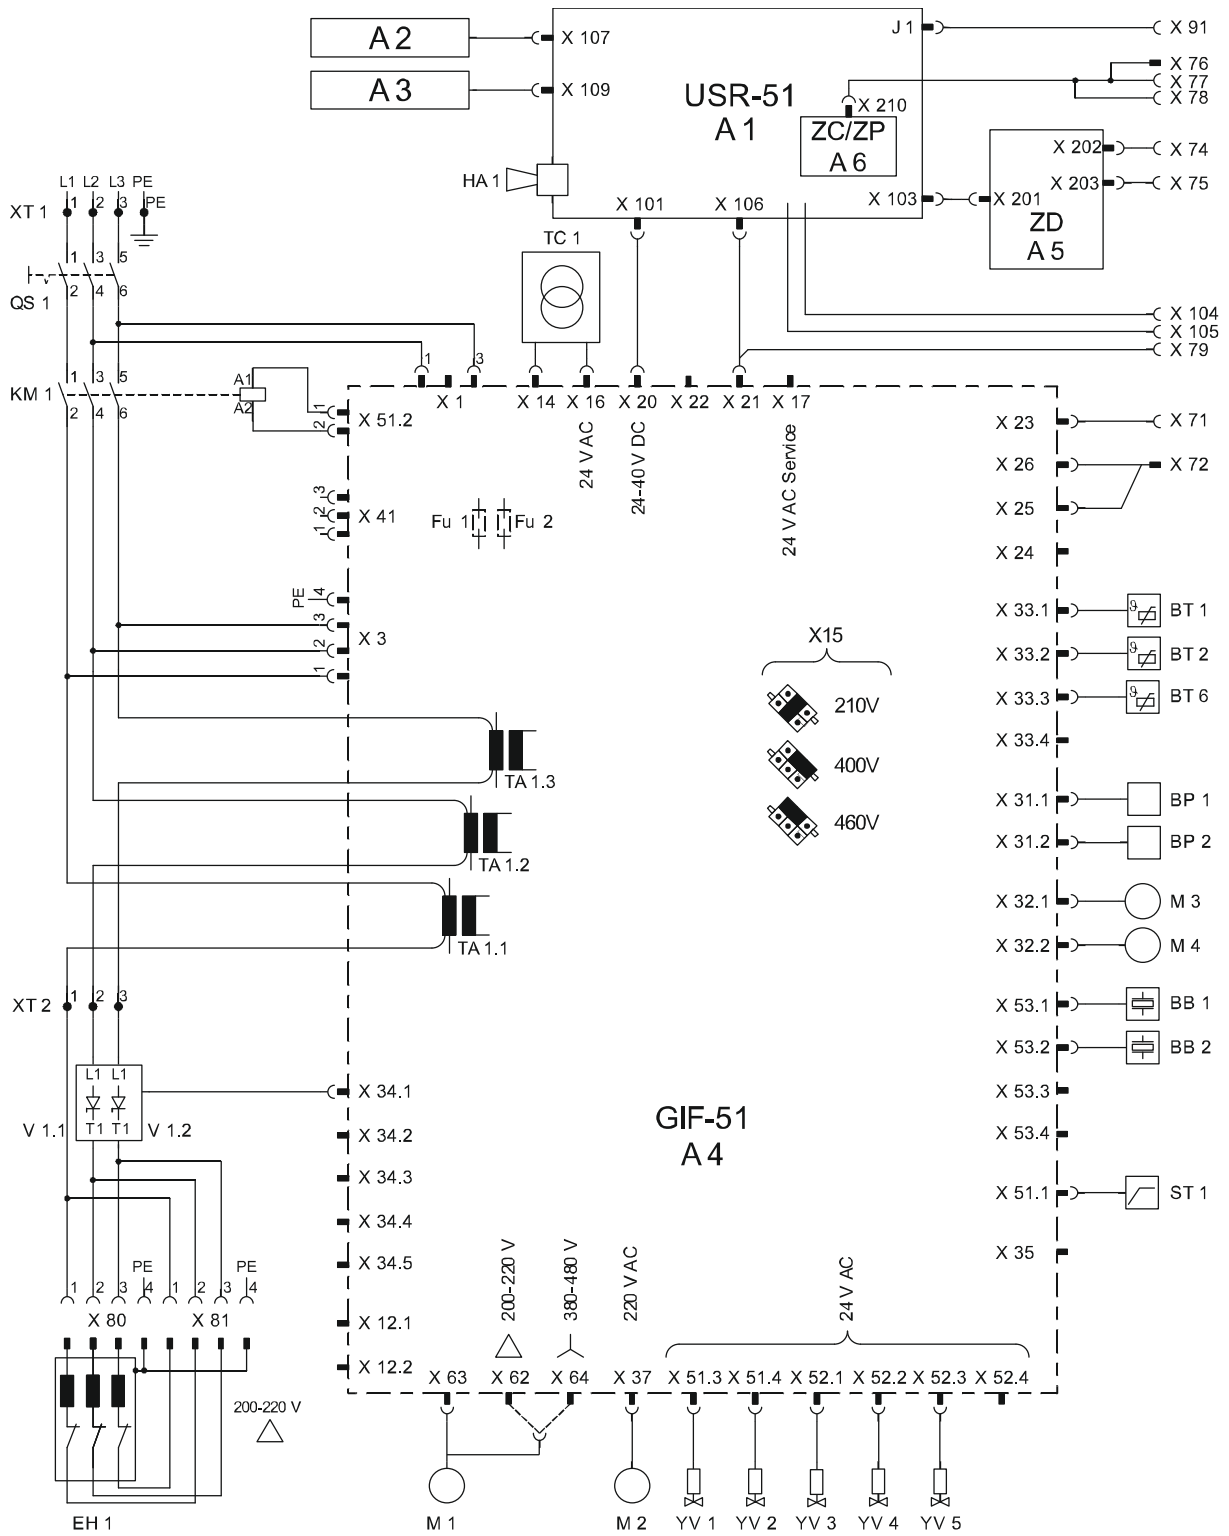 A 2
X 107
J 1
X 91
A 3
X 109
USR-51
A 1
X 76
X 77
X 78
X 210
ZC/ZP
A 6
X 202
X 74
HA 1
X 203
X 75
X 101
X 106
X 103
X 201
ZD
A 5
L1 L2 L3 PE
XT 1
1 2 3 PE
TC 1
1 3 5
QS 1
2 4 6
X 104
X 105
X 79
1 3
1 3 5
KM 1
2 4 6
A1
A2
1
2
X 51.2
X 1
X 14
X 16
X 20
X 22
X 21
X 17
24 V AC
24-40 V DC
24 V AC Service
X 23
X 71
X 26
X 72
X 25
X 24
3
2
1
X 41
Fu 1
Fu 2
PE
4
3
2
1
X 3
X 33.1
BT 1
X 33.2
BT 2
X 33.3
BT 6
X 33.4
ϑ
ϑ
ϑ
X15
210V
400V
460V
TA 1.3
TA 1.2
TA 1.1
X 31.1
BP 1
X 31.2
BP 2
X 32.1
M 3
X 32.2
M 4
X 53.1
BB 1
X 53.2
BB 2
X 53.3
X 53.4
X 51.1
ST 1
X 35
XT 2
1 2 3
L1 L1
T1 T1
V 1.1
V 1.2
X 34.1
X 34.2
X 34.3
X 34.4
X 34.5
X 12.1
X 12.2
GIF-51
A 4
PE
PE
1 2 3 4 1 2 3 4
X 80
X 81
200-220 V
EH 1
200-220 V
380-480 V
220 V AC
24 V AC
X 63
X 62
X 64
X 37
X 51.3
X 51.4
X 52.1
X 52.2
X 52.3
X 52.4
M 1
M 2
YV 1
YV 2
YV 3
YV 4
YV 5